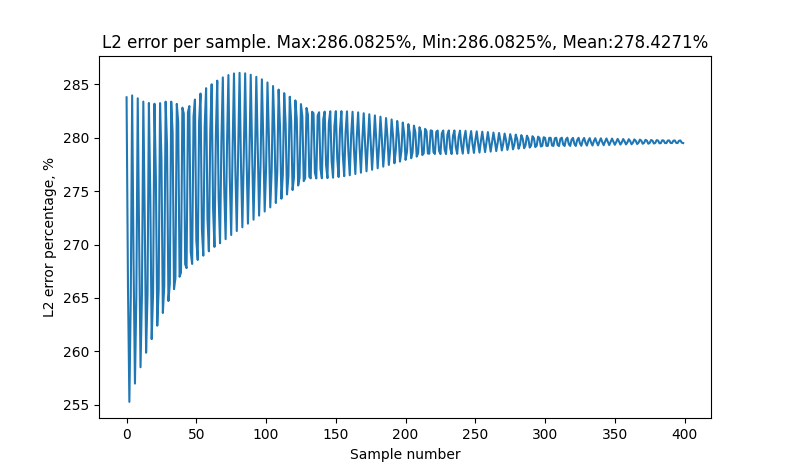 L2 error per sample. Max:286.0825%, Min:286.0825%, Mean:278.4271%
285
280
275
270
265
260
255
L2 error percentage, %
0 50 100 150 200 250 300 350 400
Sample number